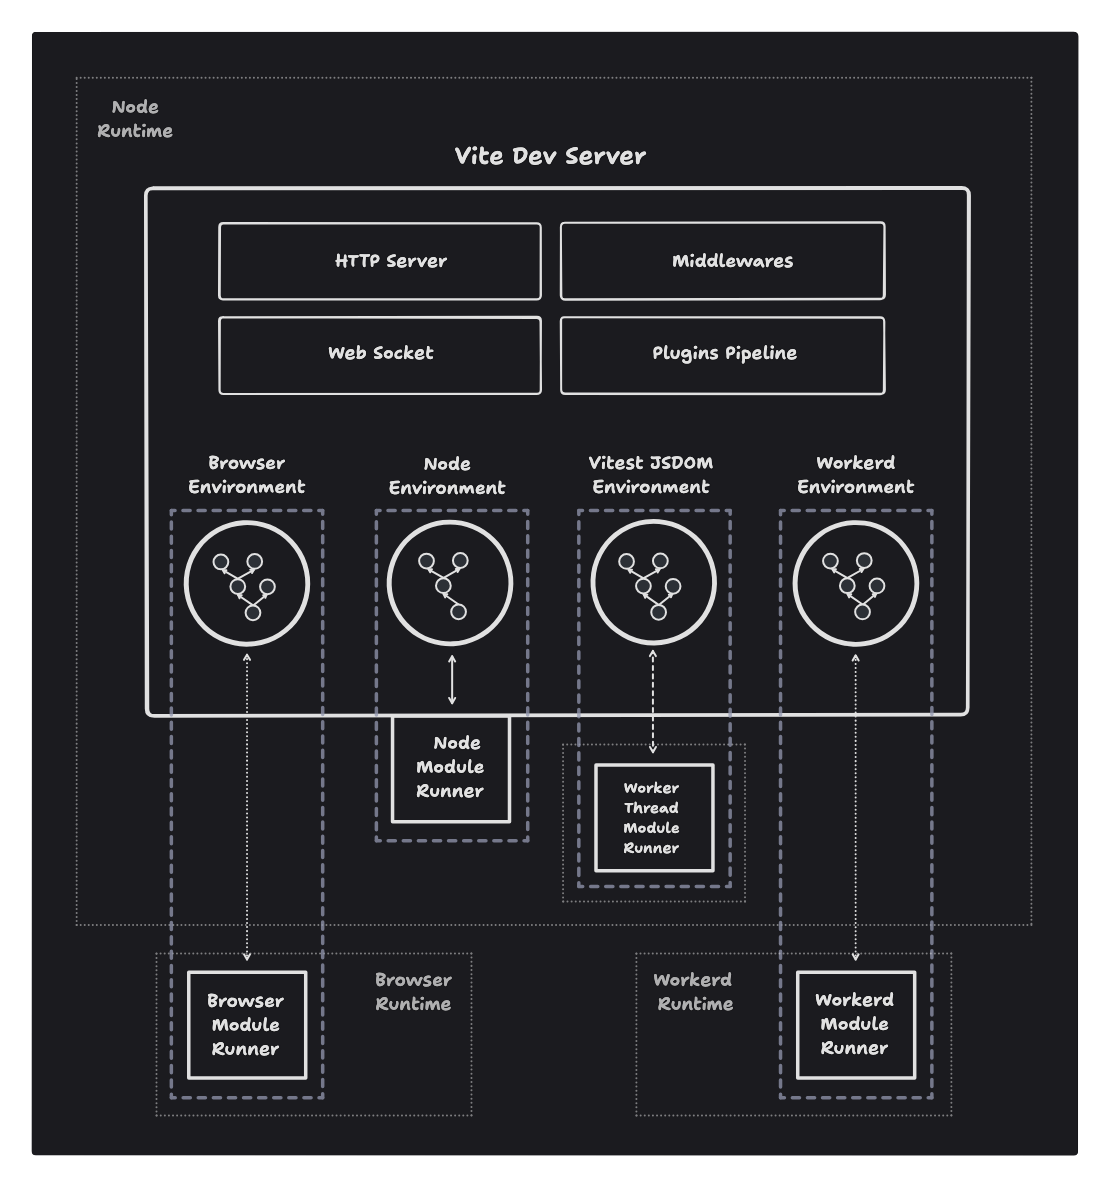 Node
Runtime
Vite Dev Server
HTTP Server
Middlewares
Web Socket
Plugins Pipeline
Browser
Environment
Node
Environment
Vitest JSDOM
Environment
Workerd
Environment
Node
Module
Runner
Worker
Thread
Module
Runner
Browser
Module
Runner
Browser
Runtime
Workerd
Runtime
Workerd
Module
Runner